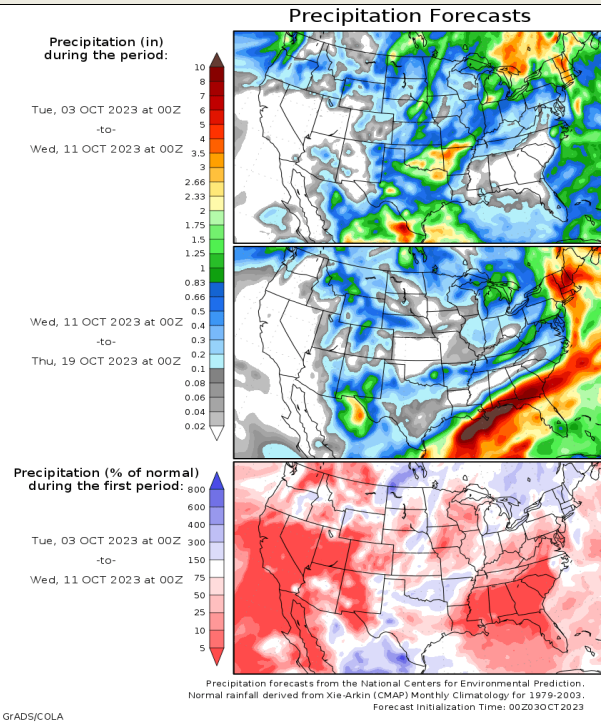 Precipitation Forecasts
Precipitation (in)
during the period:
Tue, 03 OCT 2023 at 00Z
-to-
Wed, 11 OCT 2023 at 00Z
10
8
7
6
5
4
3.5
3
2.66
2.33
2
1.75
1.5
1.25
1
0.83
0.66
0.5
0.4
0.3
0.2
0.1
0.08
0.06
0.04
0.02
Wed, 11 OCT 2023 at 00Z
-to-
Thu, 19 OCT 2023 at 00Z
Precipitation (% of normal)
during the first period:
Tue, 03 OCT 2023 at 00Z
-to-
Wed, 11 OCT 2023 at 00Z
800
600
400
300
150
75
50
25
10
5
Precipitation forecasts from the National Centers for Environmental Prediction.
Normal rainfall derived from Xie-Arkin (CMAP) Monthly Climatology for 1979-2003.
Forecast Initialization Time: 00Z03OCT2023
GrADS/COLA